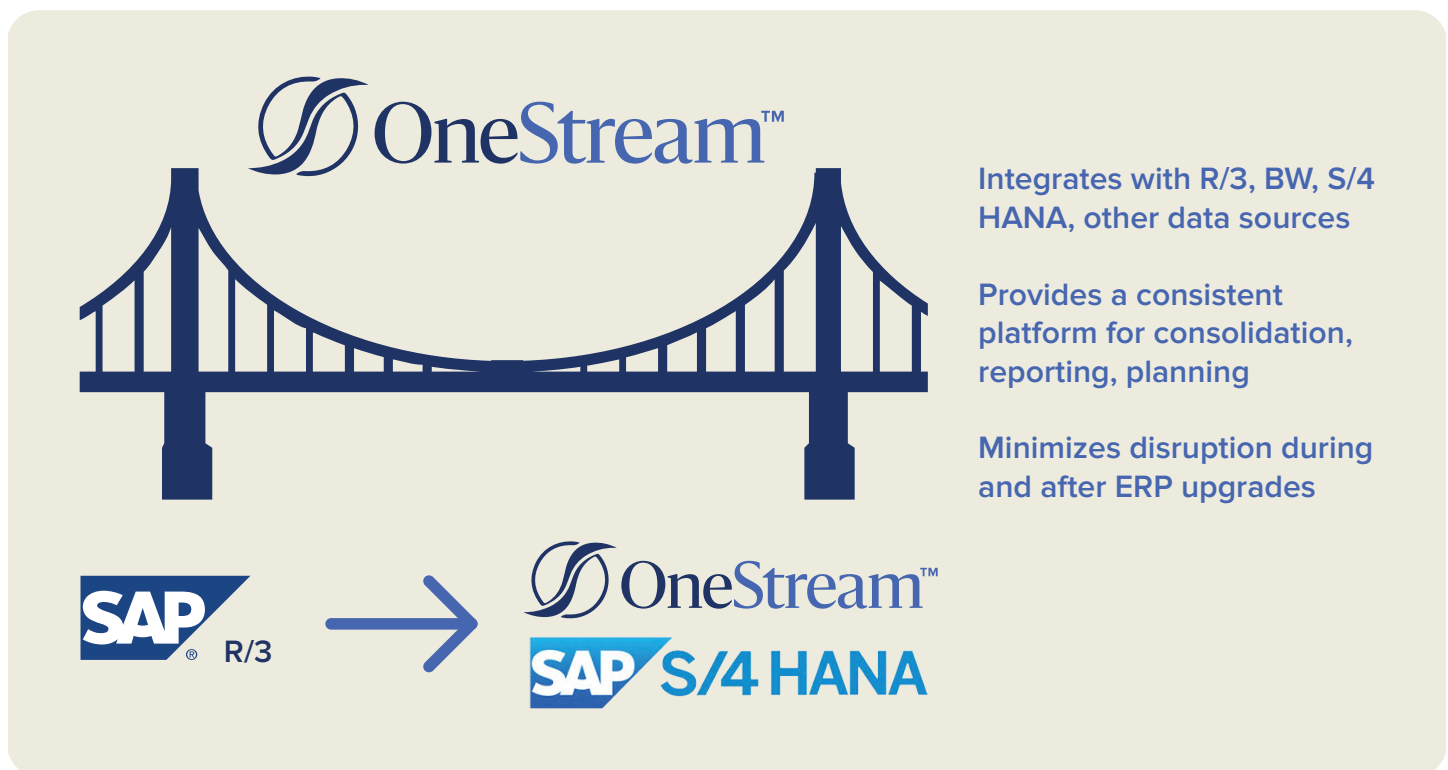 OneStream™
Integrates with R/3, BW, S/4
HANA, other data sources
Provides a consistent
platform for consolidation,
reporting, planning
Minimizes disruption during
and after ERP upgrades
SAP® R/3
OneStream™
SAP S/4 HANA